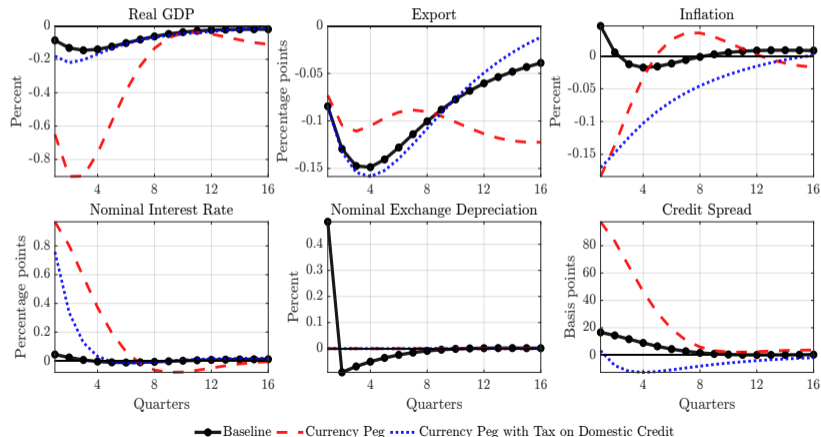 Real GDP
Export
Inflation
Percent
0
-0.2
-0.4
-0.6
-0.8
4 8 12 16
Percentage points
0
-0.05
-0.1
-0.15
4 8 12 16
Percent
0
-0.05
-0.1
-0.15
4 8 12 16
Nominal Interest Rate
Nominal Exchange Depreciation
Credit Spread
Percentage points
0.8
0.6
0.4
0.2
0
4 8 12 16
Quarters
Percent
0.4
0.3
0.2
0.1
0
4 8 12 16
Quarters
Basis points
80
60
40
20
0
4 8 12 16
Quarters
Baseline Currency Peg Currency Peg with Tax on Domestic Credit